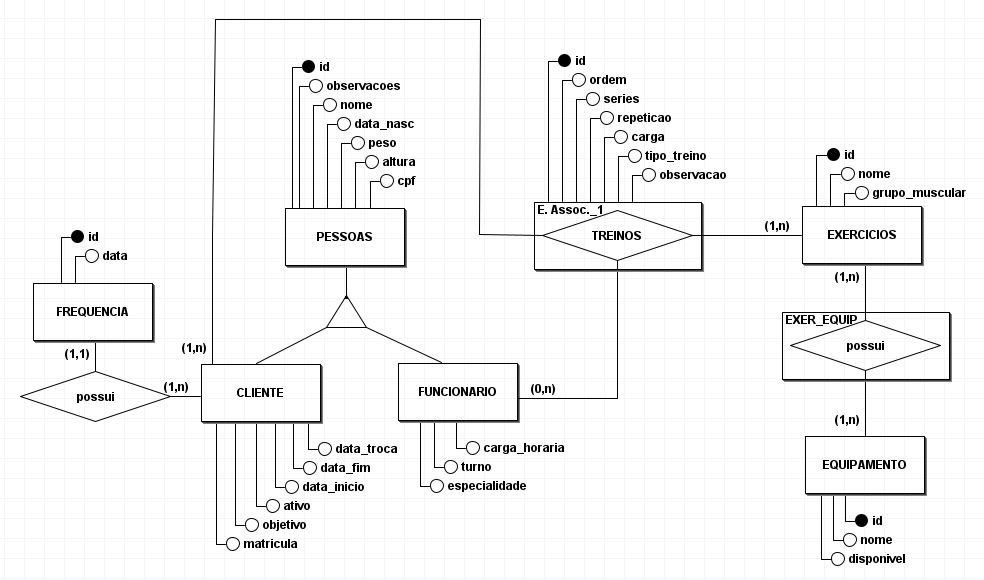 id
observacoes
nome
data_nasc
peso
altura
cpf
PESSOAS
id
ordem
series
repeticao
carga
tipo_treino
observacao
E. Assoc._1
TREINOS
(1,n)
id
nome
grupo_muscular
EXERCICIOS
(1,n)
id
data
FREQUENCIA
(1,1)
possui
(1,n)
(1,n)
CLIENTE
data_troca
data_fim
data_inicio
ativo
objetivo
matricula
FUNCIONARIO
(0,n)
carga_horaria
turno
especialidade
EXER_EQUIP
possui
(1,n)
EQUIPAMENTO
id
nome
disponivel